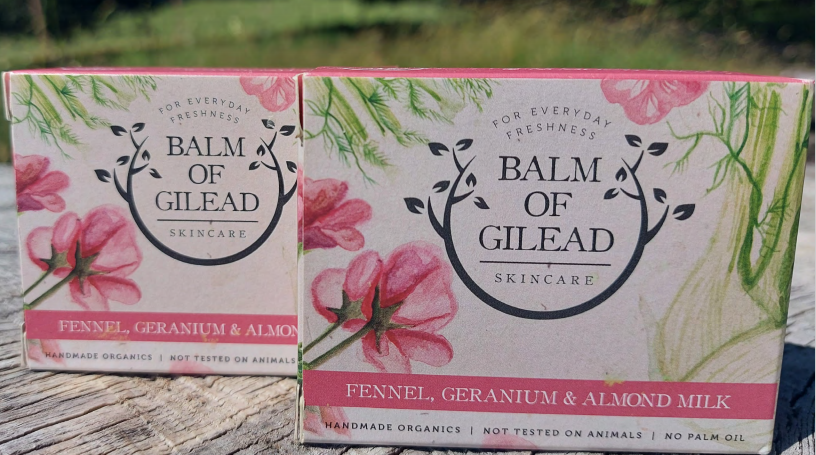 FOR EVERYDAY
FRESHNESS
BALM
OF
GILEAD
SKINCARE
FENNEL, GERANIUM & ALMON
HANDMADE ORGANICS | NOT TESTED ON ANIMALS
FOR EVERYDAY
FRESHNESS
BALM
OF
GILEAD
SKINCARE
FENNEL, GERANIUM & ALMOND MILK
HANDMADE ORGANICS | NOT TESTED ON ANIMALS | NO PALM OIL